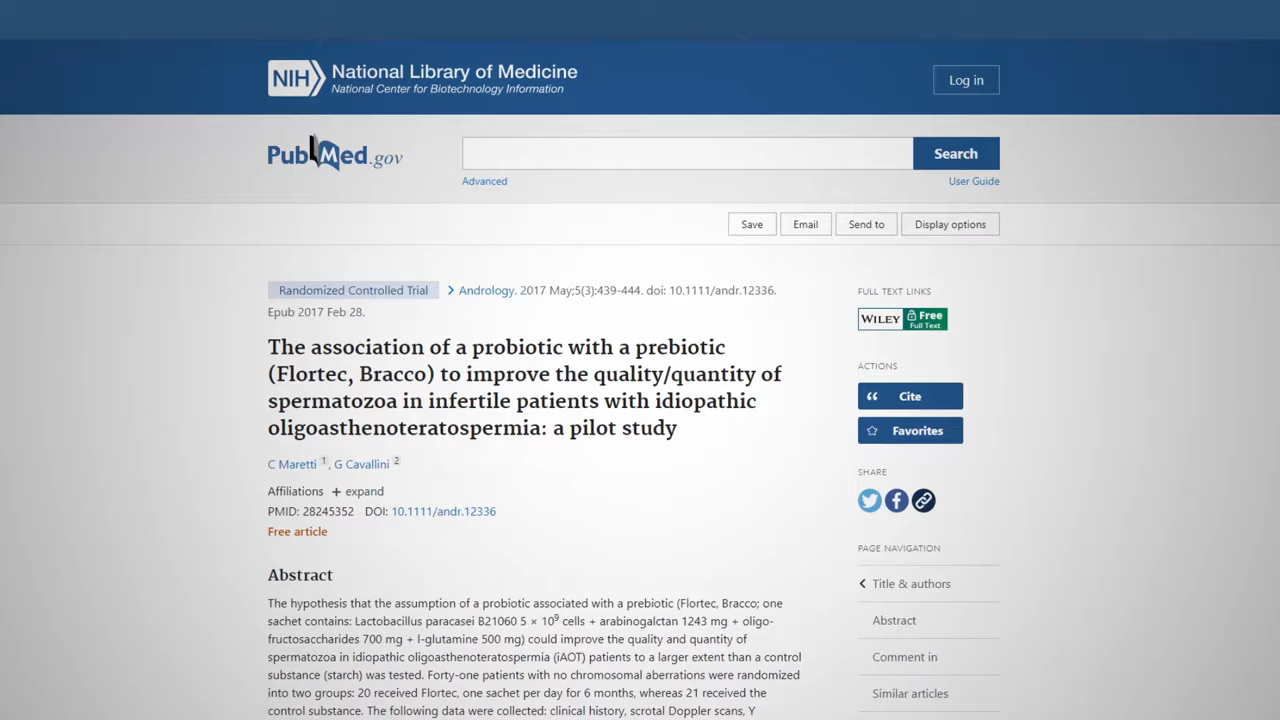 NIH National Library of Medicine
National Center for Biotechnology Information
Log in
PubMed.gov
Search
Advanced
User Guide
Save
Email
Send to
Display options
Randomized Controlled Trial > Andrology. 2017 May;5(3):439-444. doi: 10.1111/andr.12336.
Epub 2017 Feb 28.
The association of a probiotic with a prebiotic
(Flortec, Bracco) to improve the quality/quantity of
spermatozoa in infertile patients with idiopathic
oligoasthenoteratospermia: a pilot study
C Maretti 1, G Cavallini 2
Affiliations + expand
PMID: 28245352 DOI: 10.1111/andr.12336
Free article
Abstract
The hypothesis that the assumption of a probiotic associated with a prebiotic (Flortec, Bracco; one
sachet contains: Lactobacillus paracasei B21060 5 × 10⁹ cells + arabinogalctan 1243 mg + oligo-
fructosaccharides 700 mg + l-glutamine 500 mg) could improve the quality and quantity of
spermatozoa in idiopathic oligoasthenoteratospermia (iAOT) patients to a larger extent than a control
substance (starch) was tested. Forty-one patients with no chromosomal aberrations were randomized
into two groups: 20 received Flortec, one sachet per day for 6 months, whereas 21 received the
control substance. The following data were collected: clinical history, scrotal Doppler scans, Y
FULL TEXT LINKS
WILEY Free
Full Text
ACTIONS
Cite
Favorites
SHARE
PAGE NAVIGATION
Title & authors
Abstract
Comment in
Similar articles